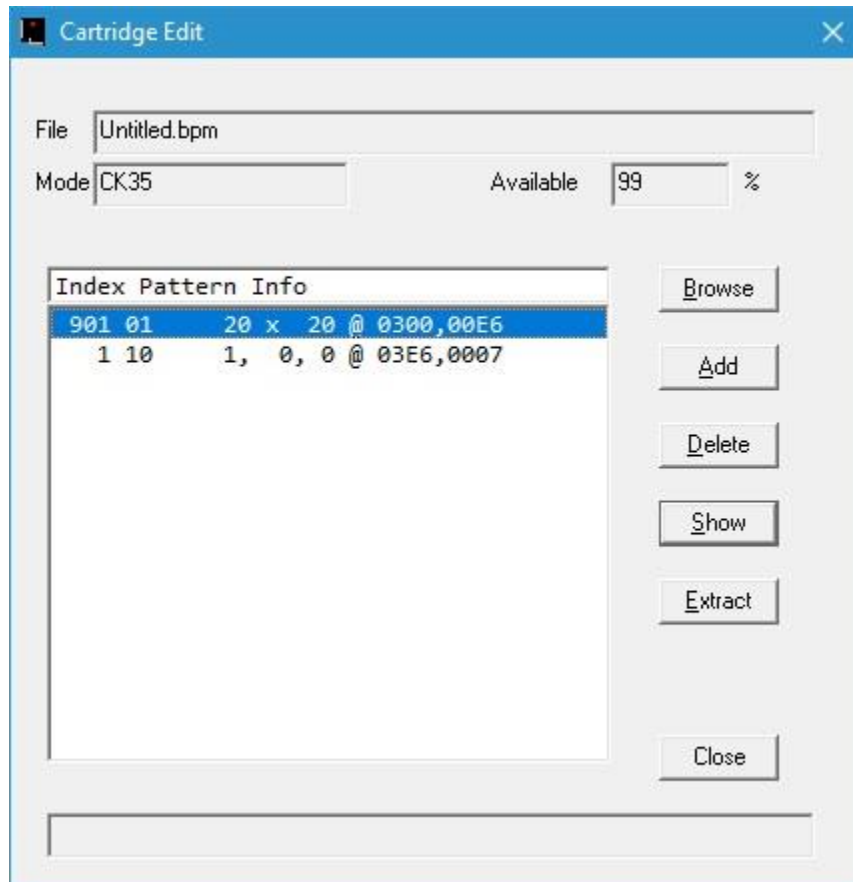 Cartridge Edit
File Untitled.bpm
Mode CK35 Available 99 %
Index Pattern Info
901 01 20 x 20 @ 0300,00E6
1 10 1, 0, 0 @ 03E6,0007
Browse
Add
Delete
Show
Extract
Close